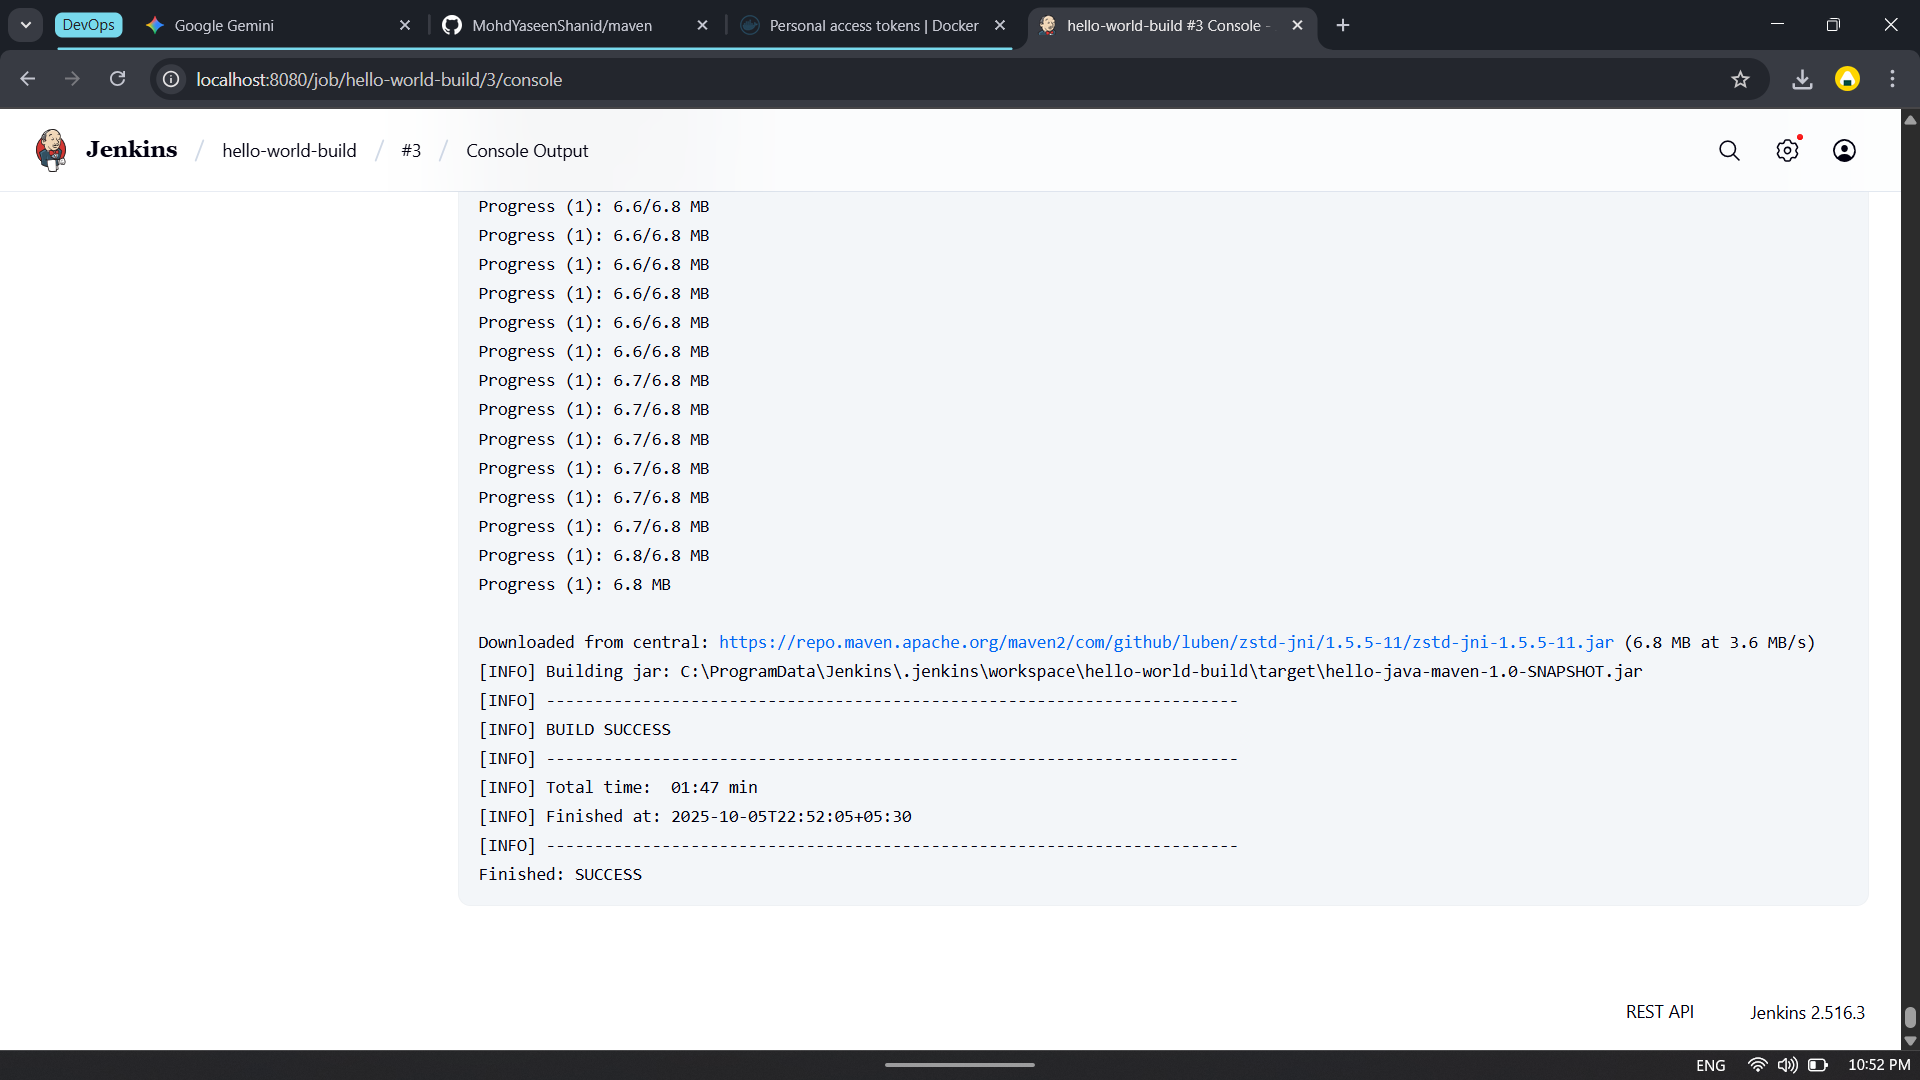 DevOps
Google Gemini
MohdYaseenShanid/maven
Personal access tokens | Docker
hello-world-build #3 Console -
localhost:8080/job/hello-world-build/3/console
Jenkins / hello-world-build / #3 / Console Output
Progress (1): 6.6/6.8 MB
Progress (1): 6.6/6.8 MB
Progress (1): 6.6/6.8 MB
Progress (1): 6.6/6.8 MB
Progress (1): 6.6/6.8 MB
Progress (1): 6.6/6.8 MB
Progress (1): 6.7/6.8 MB
Progress (1): 6.7/6.8 MB
Progress (1): 6.7/6.8 MB
Progress (1): 6.7/6.8 MB
Progress (1): 6.7/6.8 MB
Progress (1): 6.7/6.8 MB
Progress (1): 6.8/6.8 MB
Progress (1): 6.8 MB
Downloaded from central: https://repo.maven.apache.org/maven2/com/github/luben/zstd-jni/1.5.5-11/zstd-jni-1.5.5-11.jar (6.8 MB at 3.6 MB/s)
[INFO] Building jar: C:\ProgramData\Jenkins\.jenkins\workspace\hello-world-build\target\hello-java-maven-1.0-SNAPSHOT.jar
[INFO] ------------------------------------------------------------------------
[INFO] BUILD SUCCESS
[INFO] ------------------------------------------------------------------------
[INFO] Total time:  01:47 min
[INFO] Finished at: 2025-10-05T22:52:05+05:30
[INFO] ------------------------------------------------------------------------
Finished: SUCCESS
REST API
Jenkins 2.516.3
ENG
10:52 PM